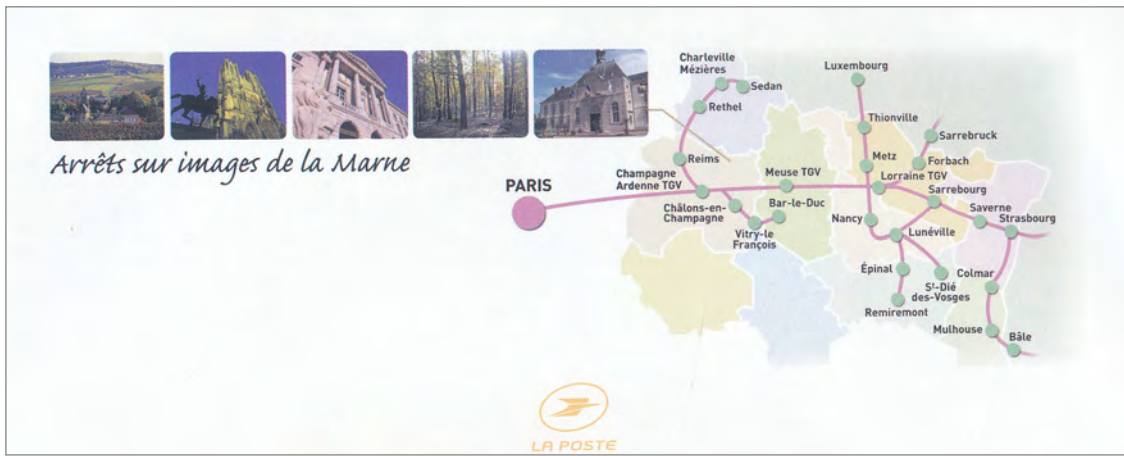 Arrêts sur images de la Marne
PARIS
Charleville
Mézières
Sedan
Rethel
Reims
Champagne
Ardenne TGV
Châlons-en-
Champagne
Vitry-le
François
Bar-le-Duc
Meuse TGV
Luxembourg
Thionville
Metz
Lorraine TGV
Sarrebruck
Forbach
Sarrebourg
Saverne
Strasbourg
Nancy
Lunéville
Épinal
Remiremont
St-Dié
des-Vosges
Colmar
Mulhouse
Bâle
LA POSTE